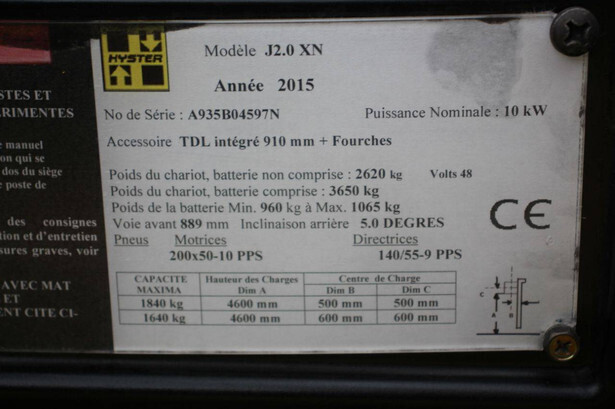 HYSTER
Modèle J2.0 XN
Année 2015
No de Série : A935B04597N Puissance Nominale : 10 kW
Accessoire TDL intégré 910 mm + Fourches
Poids du chariot, batterie non comprise : 2620 kg Volts 48
Poids du chariot, batterie comprise : 3650 kg
Poids de la batterie Min. 960 kg à Max. 1065 kg
Voie avant 889 mm Inclinaison arrière 5.0 DEGRES
Pneus Motrices Directrices
200x50-10 PPS 140/55-9 PPS
CE
CAPACITE MAXIMA Hauteur des Charges Dim A Centre de Charge Dim B Dim C
1840 kg 4600 mm 500 mm 500 mm
1640 kg 4600 mm 600 mm 600 mm
C
A
B
STES ET
ERIMENTES
e manuel
on qui se
dos du siège
e poste de
des consignes
tion et d'entretien
sures graves, voir
AVEC MAT
ET
ENT CITE CI-